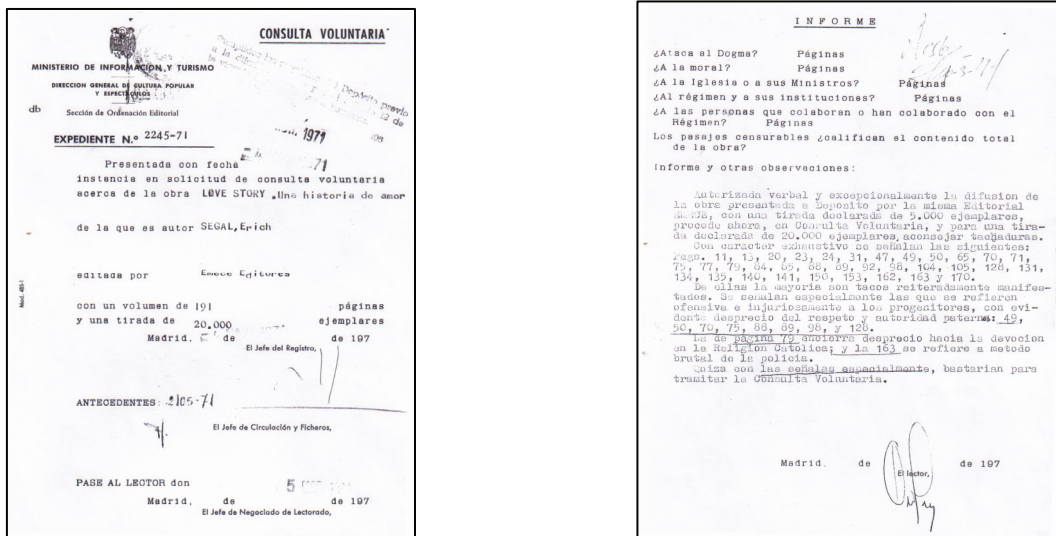 CONSULTA VOLUNTARIA
MINISTERIO DE INFORMACIÓN Y TURISMO
DIRECCION GENERAL DE CULTURA POPULAR
Y ESPECTACULOS
db
Sección de Ordenación Editorial
EXPEDIENTE N.º 2245-71
1971
Presentada con fecha 71
instancia en solicitud de consulta voluntaria
acerca de la obra LOVE STORY .Una historia de amor
de la que es autor SEGAL,Erich
editada por Emece Editores
con un volumen de 191 páginas
y una tirada de 20.000 ejemplares
Madrid, de de 197
El Jefe del Registro,
ANTECEDENTES: 2105-71
El Jefe de Circulación y Ficheros,
PASE AL LECTOR don 5
Madrid, de de 197
El Jefe de Negociado de Lectorado,
INFORME
¿Ataca al Dogma? Páginas
¿A la moral? Páginas
¿A la Iglesia o a sus Ministros? Páginas
¿Al régimen y a sus instituciones? Páginas
¿A las personas que colaboran o han colaborado con el
Régimen? Páginas
Los pasajes censurables ¿califican el contenido total
de la obra?
Informe y otras observaciones:
Autorizada verbal y excepcionalmente la difusion de
la obra presentada a Deposito por la misma Editorial
con una tirada declarada de 5.000 ejemplares,
procede ahora, en Consulta Voluntaria, y para una tira-
da declarada de 20.000 ejemplares, aconsejar tachaduras.
Con caracter exhaustivo se señalan las siguientes:
11, 13, 20, 23, 24, 31, 47, 49, 50, 65, 70, 71,
75, 77, 79, 84, 85, 88, 89, 92, 98, 104, 105, 128, 131,
134, 135, 140, 141, 150, 153, 162, 163 y 170.
De ellas la mayoria son tacos reiteradamente manifes-
tados. Se señalan especialmente las que se refieren
ofensiva e injuriosamente a los progenitores, con evi-
dente desprecio del respeto y autoridad paterna: 49,
50, 70, 75, 88, 89, 98, y 128.
La de página 79 encierra desprecio hacia la devocion
en la Religion Catolica; y la 163 se refiere a metodo
brutal de la policia.
Quiza con las señalas especialmente, bastarian para
tramitar la Consulta Voluntaria.
Madrid, de de 197
El lector,